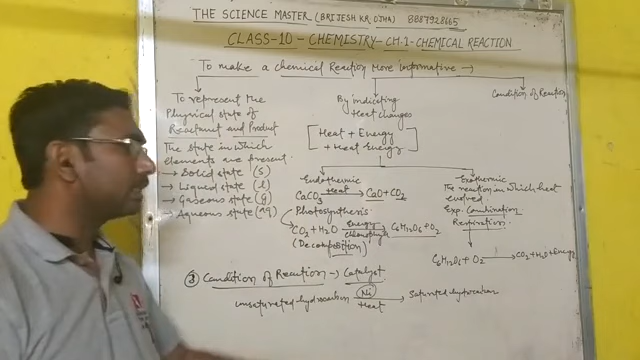 THE SCIENCE MASTER (BRIJESH KR. OJHA) 8887928665
CLASS-10 - CHEMISTRY - CH-1 - CHEMICAL REACTION
To make a chemical Reaction More informative →
To represent the
Physical state of
Reactant and Product
The state in which
elements are present.
→ Solid state (s)
→ Liqued state (l)
→ Gaseous state (g)
→ Aqueous state (aq)
By indicating
Heat changes
[Heat + Energy
+ Heat Energy]
Condition of Reaction
Endothermic
CaCO3 Heat → CaO + CO2
Photosynthesis
CO2 + H2O Energy Chlorophyll C6H12O6 + O2
(Decomposition)
Exothermic
The reaction in which heat
evolved.
Exp. Combination
Respiration
C6H12O6 + O2 → CO2 + H2O + Energy
③ Condition of Reaction → Catalyst
Unsaturated hydrocarbon Ni Heat → Saturated hydrocarbon